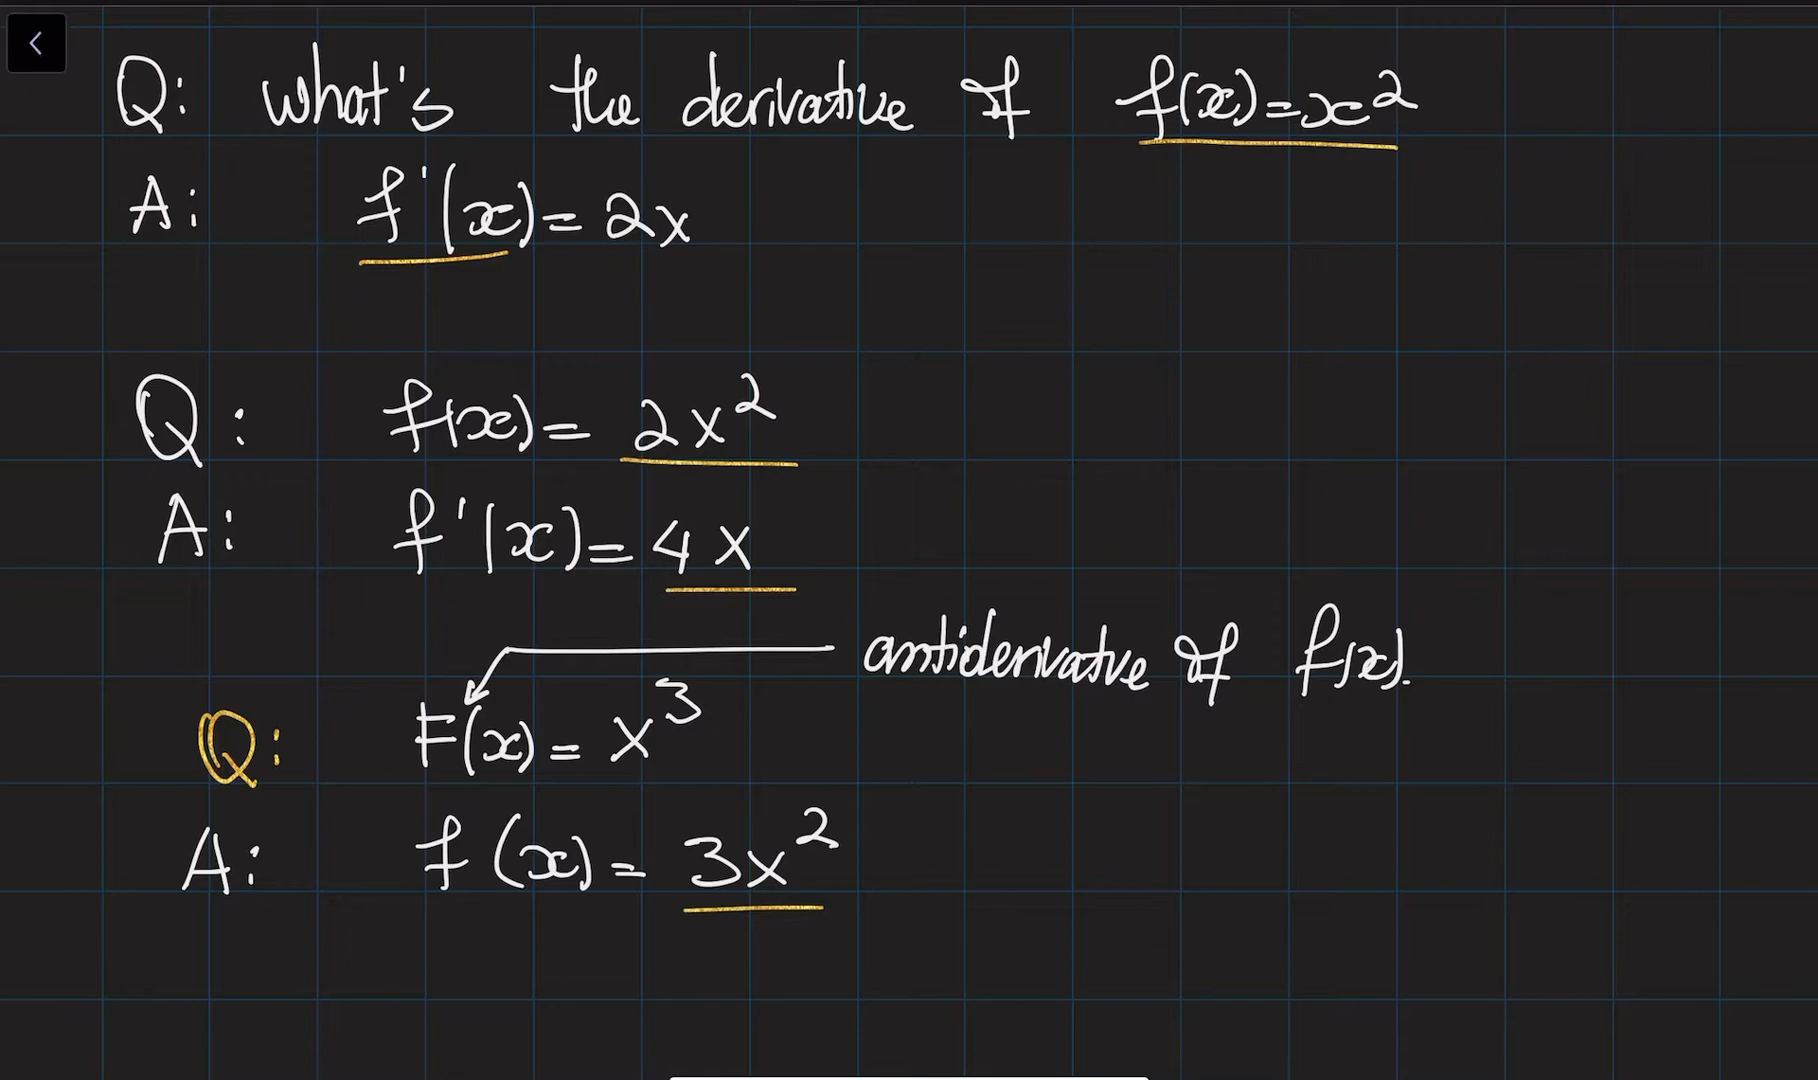 Q: what's the derivative of f(x)=x²
A: f'(x)=2x
Q: f(x)= 2x²
A: f'(x)=4x
antiderivative of f(x).
Q: F(x)=x³
A: f(x)=3x²